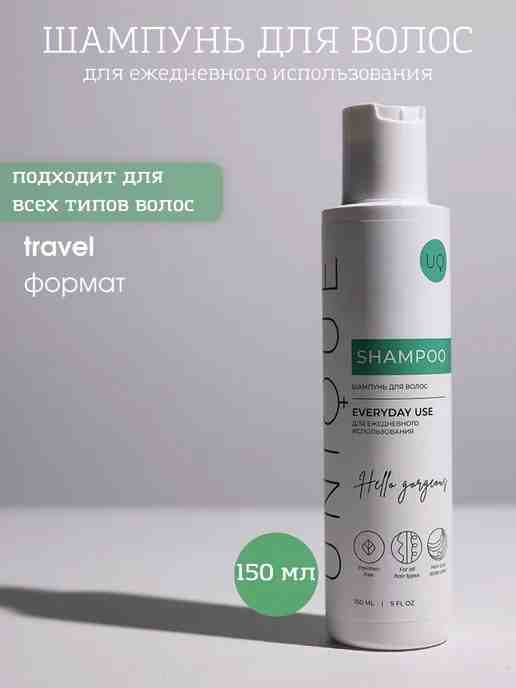 ШАМПУНЬ ДЛЯ ВОЛОС
для ежедневного использования
подходит для
всех типов волос
travel
формат
UQ
UNIQUE
SHAMPOO
ШАМПУНЬ ДЛЯ ВОЛОС
EVERYDAY USE
ДЛЯ ЕЖЕДНЕВНОГО
ИСПОЛЬЗОВАНИЯ
Hello gorgeous
free
For all
hair types
150 мл
150 ML | 5 FL OZ